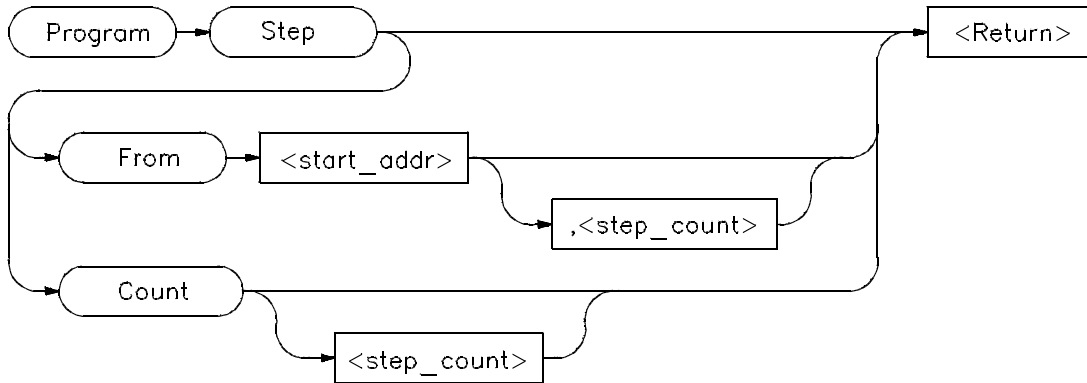 Program Step <Return>
From <start_addr>
,<step_count>
Count
<step_count>